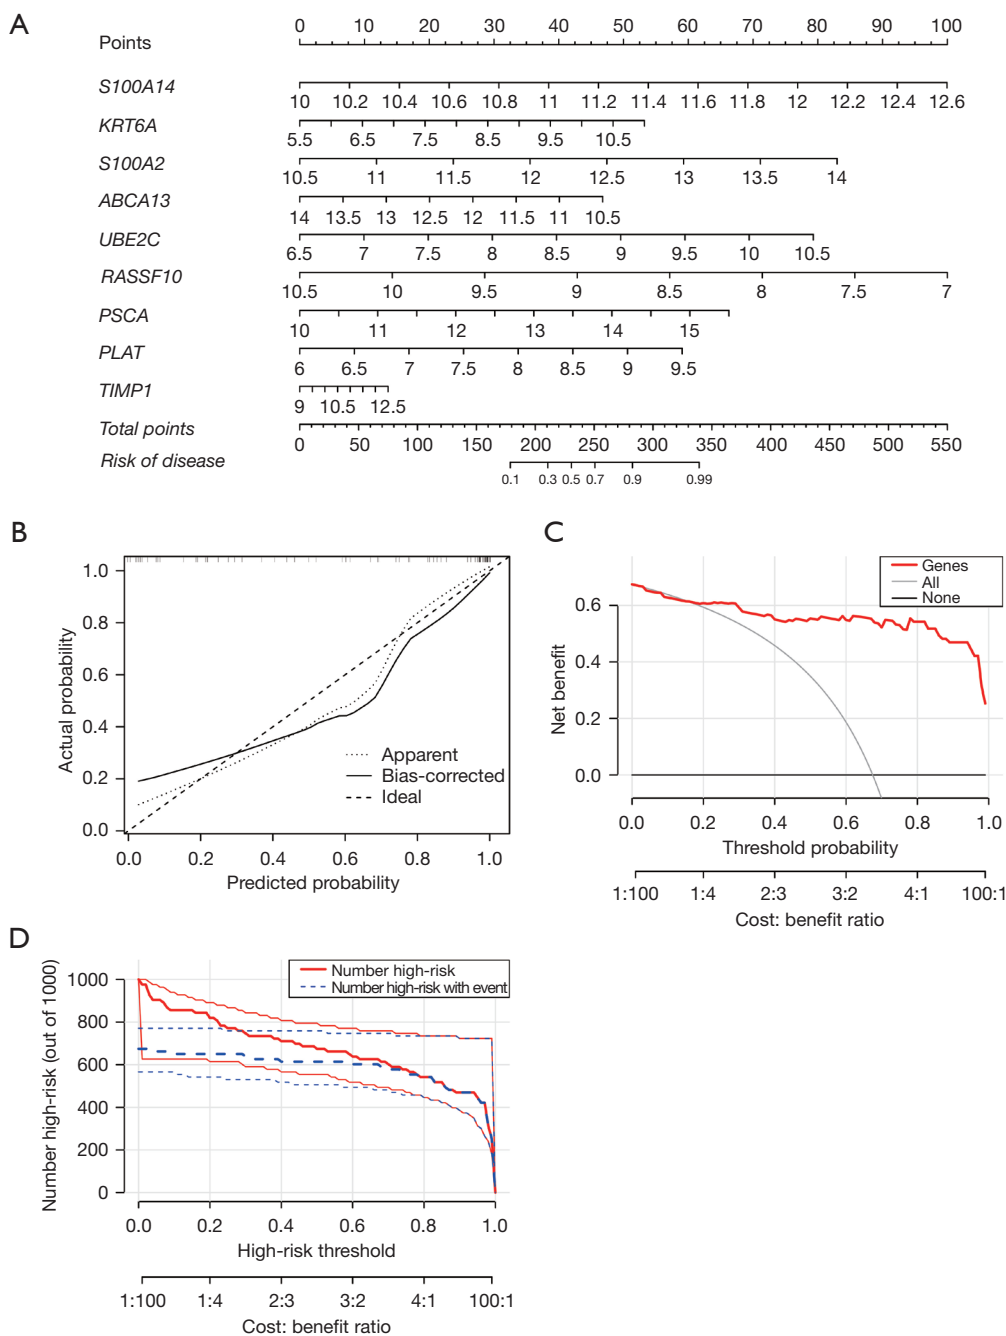 A
Points
0 10 20 30 40 50 60 70 80 90 100
S100A14
10 10.2 10.4 10.6 10.8 11 11.2 11.4 11.6 11.8 12 12.2 12.4 12.6
KRT6A
5.5 6.5 7.5 8.5 9.5 10.5
S100A2
10.5 11 11.5 12 12.5 13 13.5 14
ABCA13
14 13.5 13 12.5 12 11.5 11 10.5
UBE2C
6.5 7 7.5 8 8.5 9 9.5 10 10.5
RASSF10
10.5 10 9.5 9 8.5 8 7.5 7
PSCA
10 11 12 13 14 15
PLAT
6 6.5 7 7.5 8 8.5 9 9.5
TIMP1
9 10.5 12.5
Total points
0 50 100 150 200 250 300 350 400 450 500 550
Risk of disease
0.1 0.3 0.5 0.7 0.9 0.99
B
Actual probability
1.0
0.8
0.6
0.4
0.2
0.0
Apparent
Bias-corrected
Ideal
0.0 0.2 0.4 0.6 0.8 1.0
Predicted probability
C
Genes
All
None
Net benefit
0.6
0.4
0.2
0.0
0.0 0.2 0.4 0.6 0.8 1.0
Threshold probability
1:100 1:4 2:3 3:2 4:1 100:1
Cost: benefit ratio
D
Number high-risk
Number high-risk with event
Number high-risk (out of 1000)
1000
800
600
400
200
0
0.0 0.2 0.4 0.6 0.8 1.0
High-risk threshold
1:100 1:4 2:3 3:2 4:1 100:1
Cost: benefit ratio